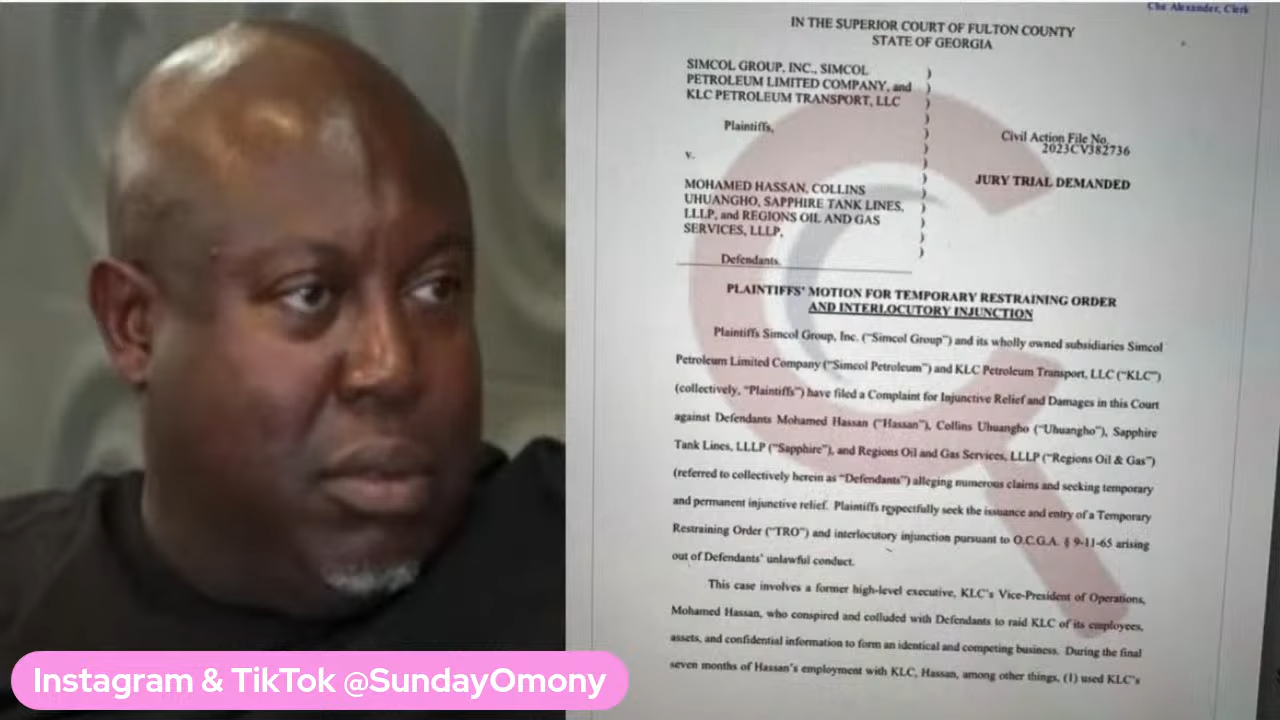 Che Alexander, Clerk
IN THE SUPERIOR COURT OF FULTON COUNTY
STATE OF GEORGIA
SIMCOL GROUP, INC., SIMCOL
PETROLEUM LIMITED COMPANY, and
KLC PETROLEUM TRANSPORT, LLC
Plaintiffs,
v.
MOHAMED HASSAN, COLLINS
UHUANGHO, SAPPHIRE TANK LINES,
LLLP, and REGIONS OIL AND GAS
SERVICES, LLLP,
Defendants.
)
)
)
)
)
)
)
)
)
)
)
)
)
Civil Action File No.
2023CV382736
JURY TRIAL DEMANDED
PLAINTIFFS' MOTION FOR TEMPORARY RESTRAINING ORDER
AND INTERLOCUTORY INJUNCTION
Plaintiffs Simcol Group, Inc. ("Simcol Group") and its wholly owned subsidiaries Simcol
Petroleum Limited Company ("Simcol Petroleum") and KLC Petroleum Transport, LLC ("KLC")
(collectively, "Plaintiffs") have filed a Complaint for Injunctive Relief and Damages in this Court
against Defendants Mohamed Hassan ("Hassan"), Collins Uhuangho ("Uhuangho"), Sapphire
Tank Lines, LLLP ("Sapphire"), and Regions Oil and Gas Services, LLLP ("Regions Oil & Gas")
(referred to collectively herein as "Defendants") alleging numerous claims and seeking temporary
and permanent injunctive relief. Plaintiffs respectfully seek the issuance and entry of a Temporary
Restraining Order ("TRO") and interlocutory injunction pursuant to O.C.G.A. § 9-11-65 arising
out of Defendants' unlawful conduct.
This case involves a former high-level executive, KLC's Vice-President of Operations,
Mohamed Hassan, who conspired and colluded with Defendants to raid KLC of its employees,
assets, and confidential information to form an identical and competing business. During the final
seven months of Hassan's employment with KLC, Hassan, among other things, (1) used KLC's
Instagram & TikTok @SundayOmony